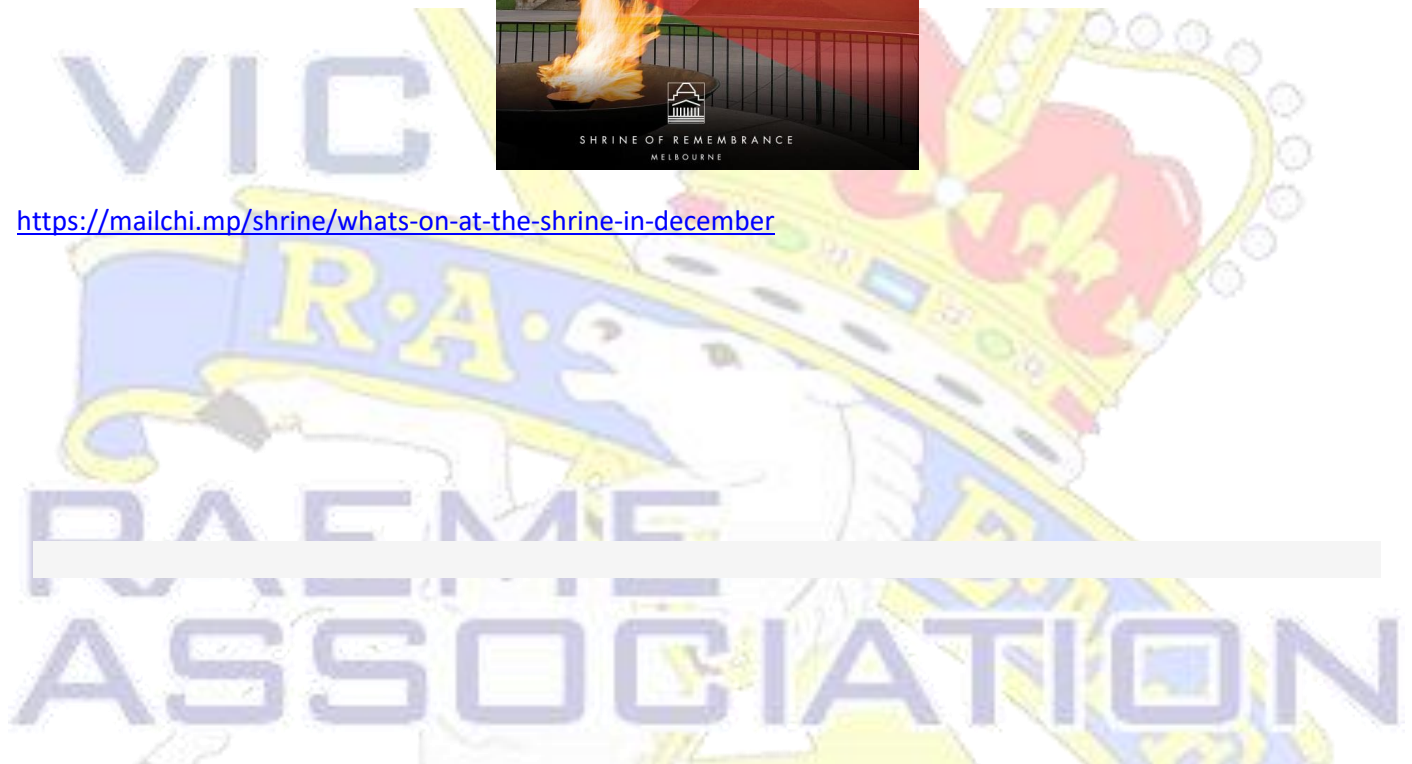 SHRINE OF REMEMBRANCE
MELBOURNE
VIC
https://mailchi.mp/shrine/whats-on-at-the-shrine-in-december
R.A.E.
RAEME
ASSOCIATION